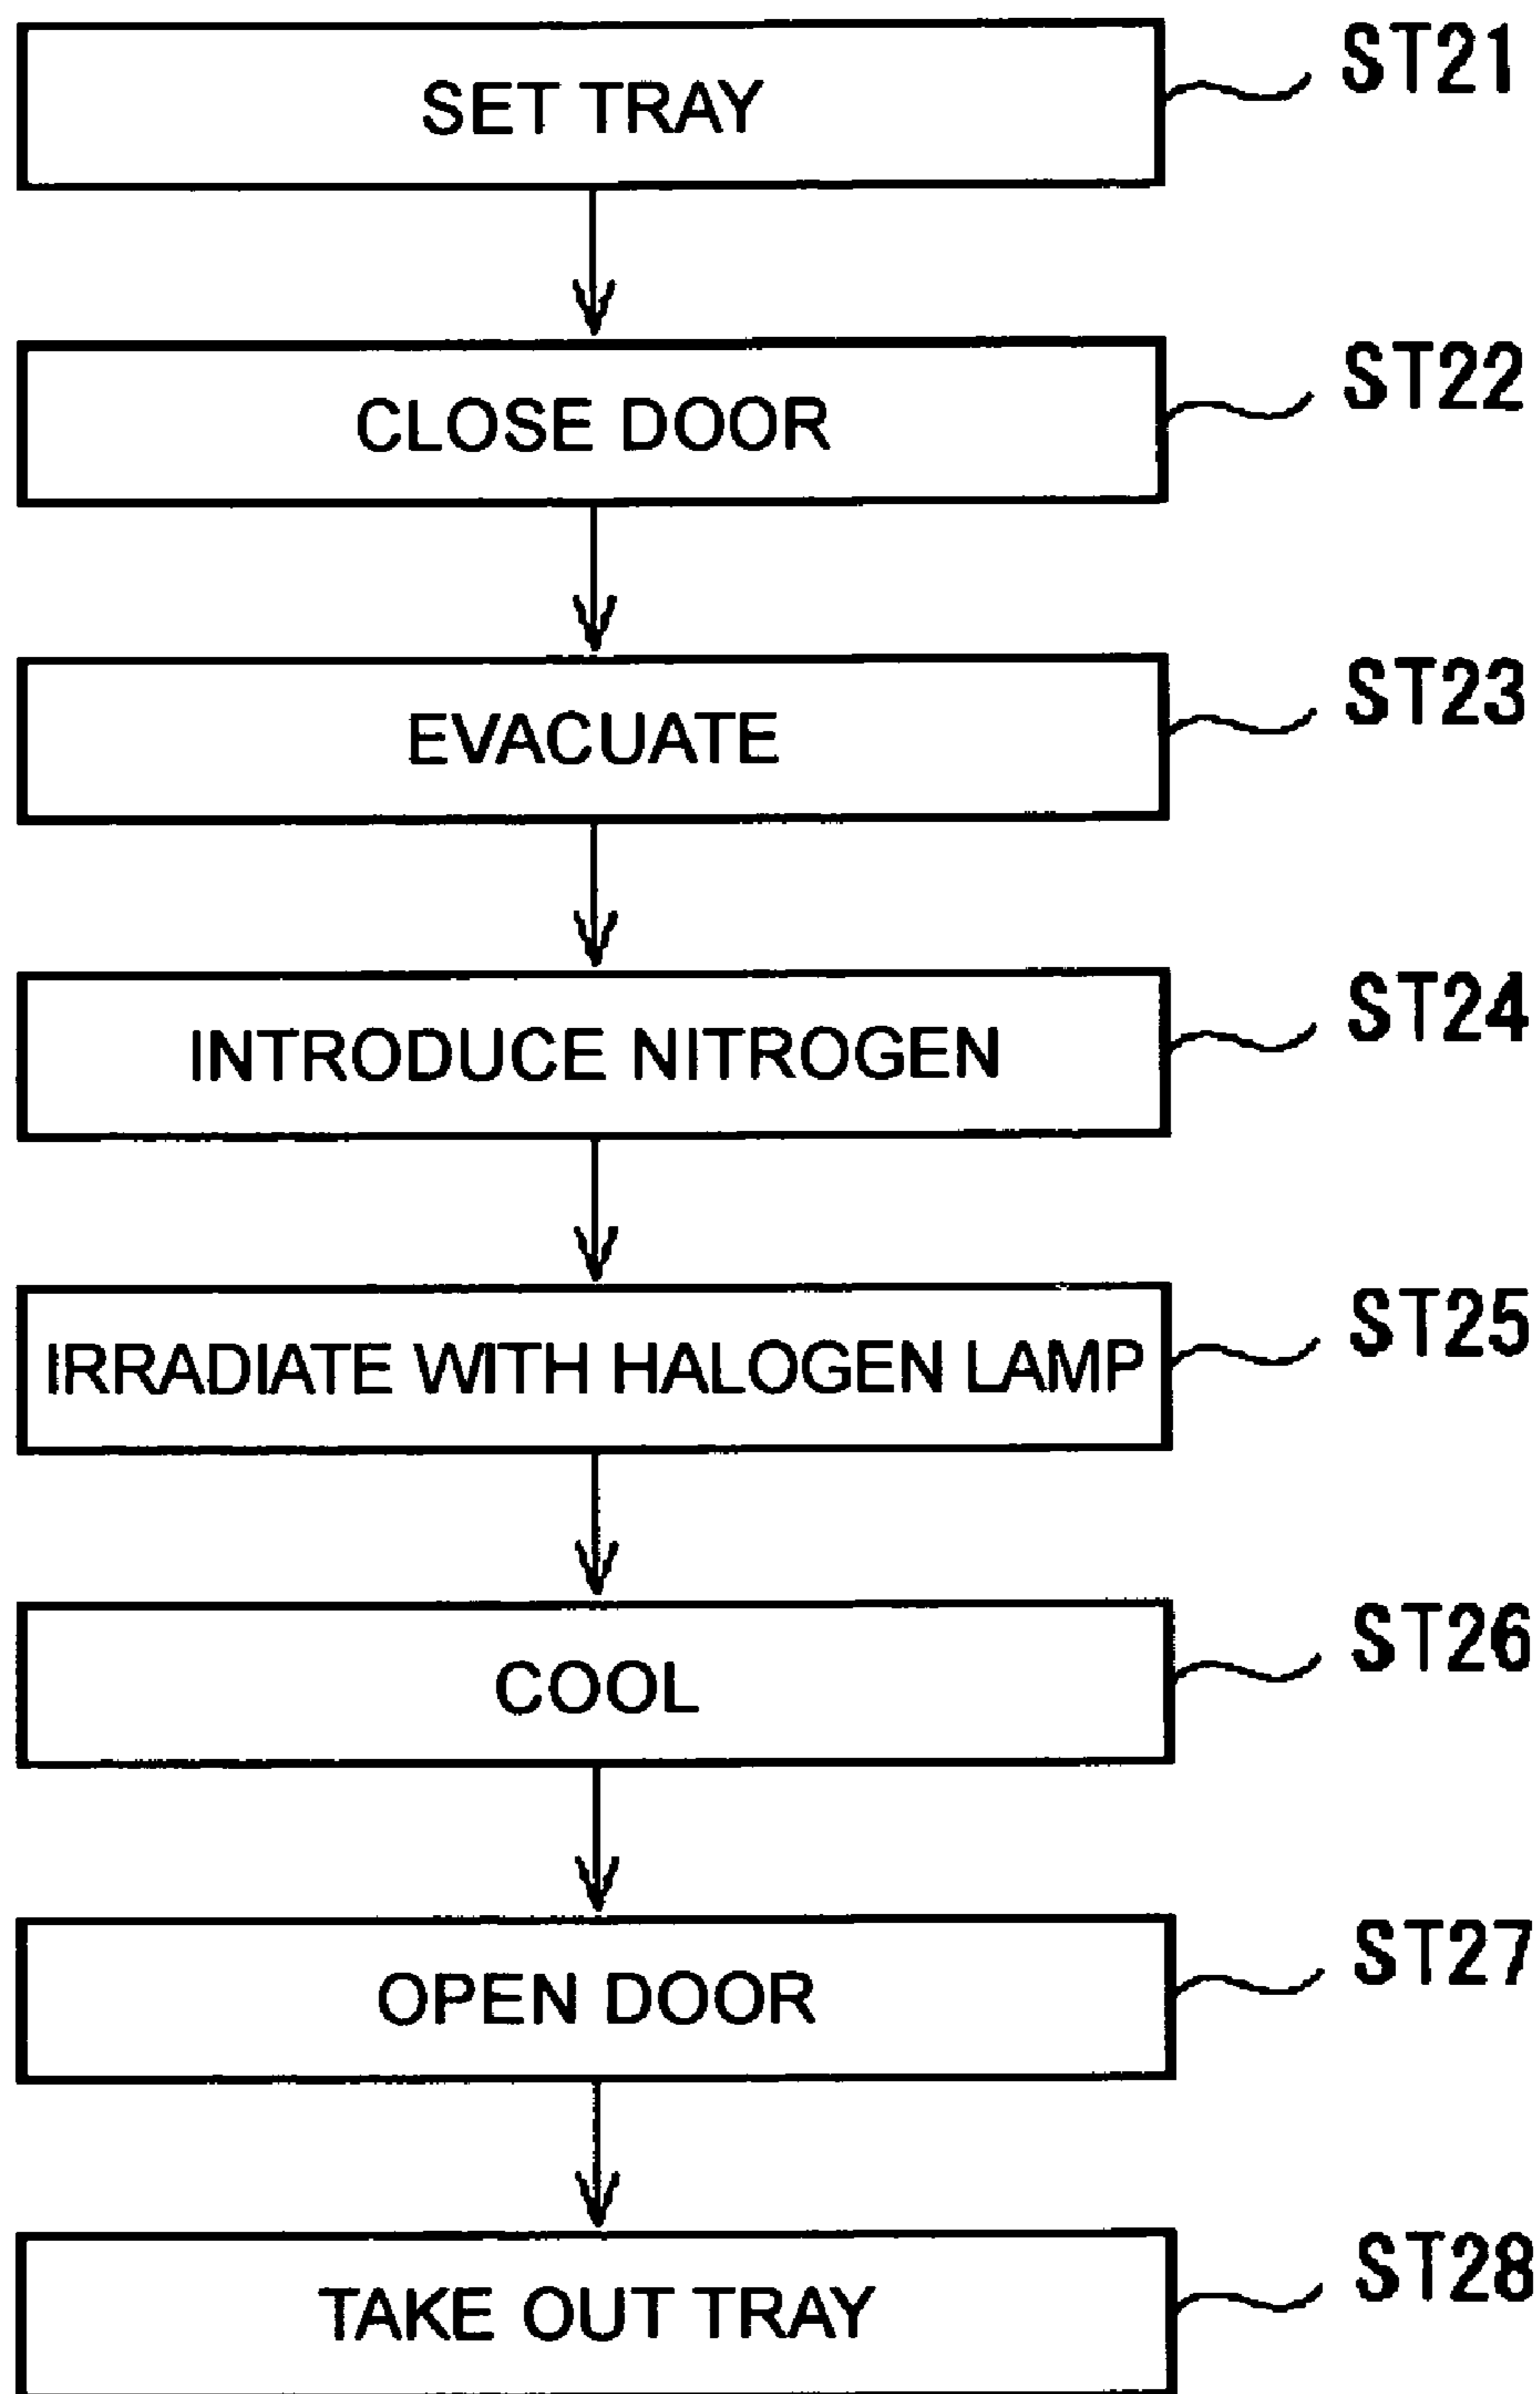 SET TRAY ST21
CLOSE DOOR ST22
EVACUATE ST23
INTRODUCE NITROGEN ST24
IRRADIATE WITH HALOGEN LAMP ST25
COOL ST26
OPEN DOOR ST27
TAKE OUT TRAY ST28